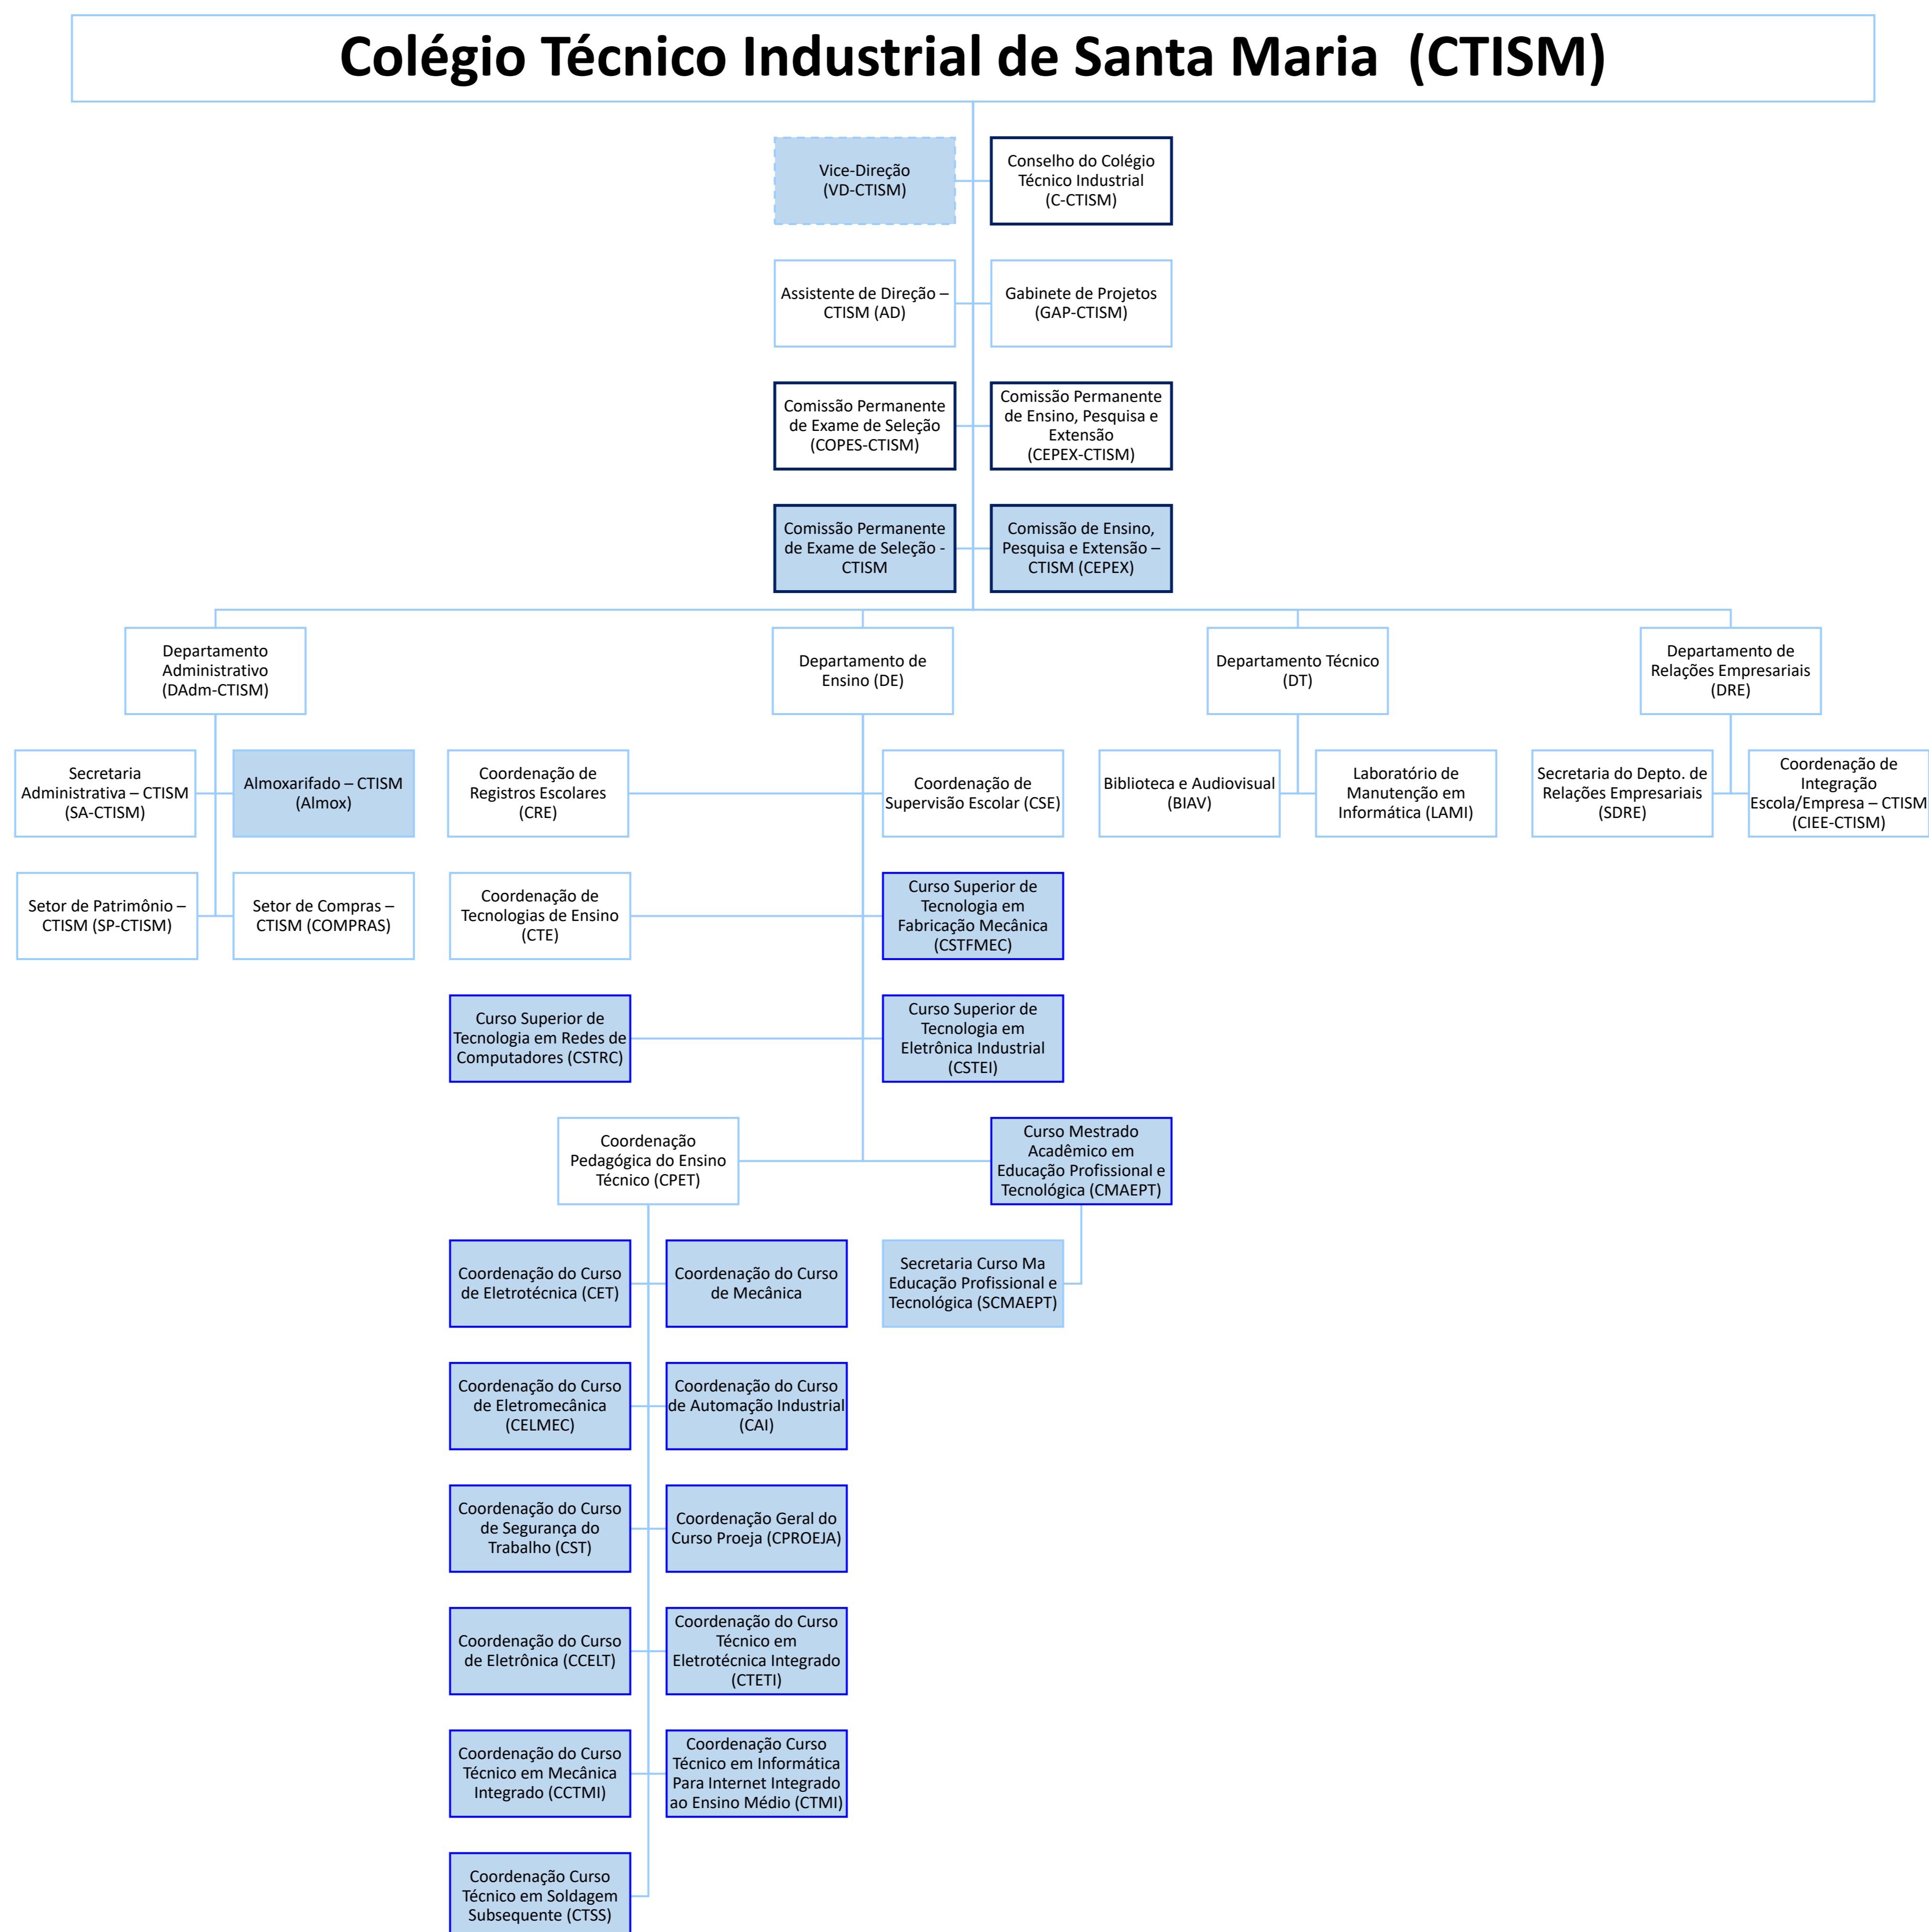 Colégio Técnico Industrial de Santa Maria (CTISM)
Vice-Direção
(VD-CTISM)
Conselho do Colégio
Técnico Industrial
(C-CTISM)
Assistente de Direção –
CTISM (AD)
Gabinete de Projetos
(GAP-CTISM)
Comissão Permanente
de Exame de Seleção
(COPES-CTISM)
Comissão Permanente
de Ensino, Pesquisa e
Extensão
(CEPEX-CTISM)
Comissão Permanente
de Exame de Seleção -
CTISM
Comissão de Ensino,
Pesquisa e Extensão –
CTISM (CEPEX)
Departamento
Administrativo
(DAdm-CTISM)
Departamento de
Ensino (DE)
Departamento Técnico
(DT)
Departamento de
Relações Empresariais
(DRE)
Secretaria
Administrativa – CTISM
(SA-CTISM)
Almoxarifado – CTISM
(Almox)
Coordenação de
Registros Escolares
(CRE)
Coordenação de
Supervisão Escolar (CSE)
Biblioteca e Audiovisual
(BIAV)
Laboratório de
Manutenção em
Informática (LAMI)
Secretaria do Depto. de
Relações Empresariais
(SDRE)
Coordenação de
Integração
Escola/Empresa – CTISM
(CIEE-CTISM)
Setor de Patrimônio –
CTISM (SP-CTISM)
Setor de Compras –
CTISM (COMPRAS)
Coordenação de
Tecnologias de Ensino
(CTE)
Curso Superior de
Tecnologia em
Fabricação Mecânica
(CSTFMEC)
Curso Superior de
Tecnologia em Redes de
Computadores (CSTRC)
Curso Superior de
Tecnologia em
Eletrônica Industrial
(CSTEI)
Coordenação
Pedagógica do Ensino
Técnico (CPET)
Curso Mestrado
Acadêmico em
Educação Profissional e
Tecnológica (CMAEPT)
Coordenação do Curso
de Eletrotécnica (CET)
Coordenação do Curso
de Mecânica
Secretaria Curso Ma
Educação Profissional e
Tecnológica (SCMAEPT)
Coordenação do Curso
de Eletromecânica
(CELMEC)
Coordenação do Curso
de Automação Industrial
(CAI)
Coordenação do Curso
de Segurança do
Trabalho (CST)
Coordenação Geral do
Curso Proeja (CPROEJA)
Coordenação do Curso
de Eletrônica (CCELT)
Coordenação do Curso
Técnico em
Eletrotécnica Integrado
(CTETI)
Coordenação do Curso
Técnico em Mecânica
Integrado (CCTMI)
Coordenação Curso
Técnico em Informática
Para Internet Integrado
ao Ensino Médio (CTMI)
Coordenação Curso
Técnico em Soldagem
Subsequente (CTSS)